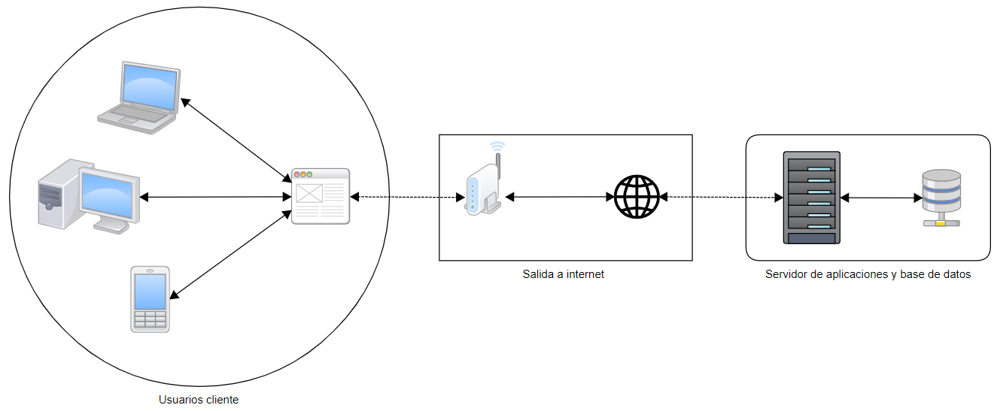 Salida a internet
Servidor de aplicaciones y base de datos
Usuarios cliente